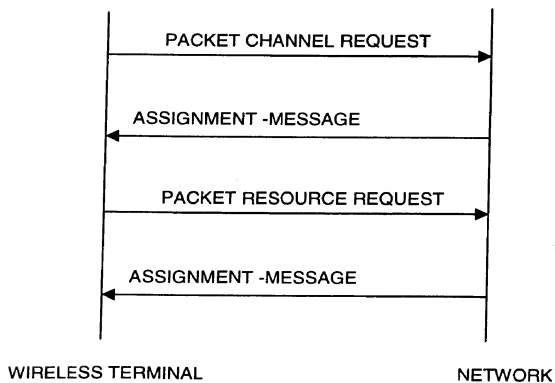 PACKET CHANNEL REQUEST
ASSIGNMENT -MESSAGE
PACKET RESOURCE REQUEST
ASSIGNMENT -MESSAGE
WIRELESS TERMINAL
NETWORK